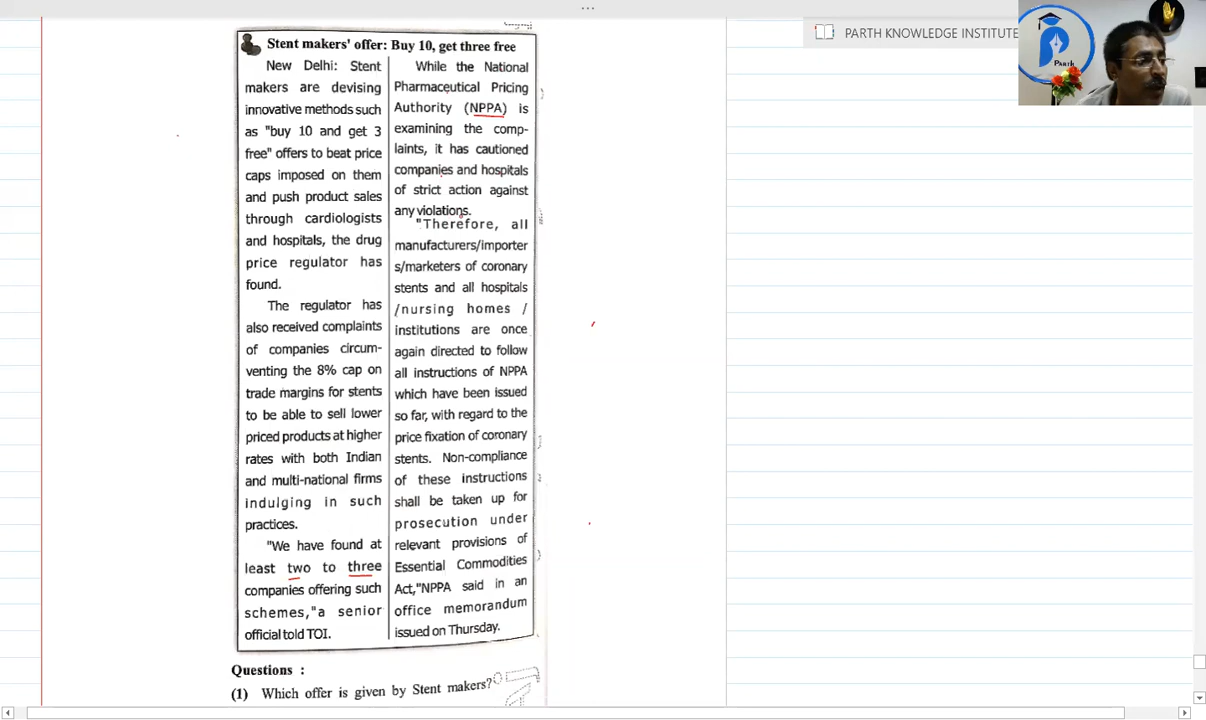 PARTH KNOWLEDGE INSTITUTE
Parth
Stent makers' offer: Buy 10, get three free
New Delhi: Stent
makers are devising
innovative methods such
as "buy 10 and get 3
free" offers to beat price
caps imposed on them
and push product sales
through cardiologists
and hospitals, the drug
price regulator has
found.
The regulator has
also received complaints
of companies circum-
venting the 8% cap on
trade margins for stents
to be able to sell lower
priced products at higher
rates with both Indian
and multi-national firms
indulging in such
practices.
"We have found at
least two to three
companies offering such
schemes,"a senior
official told TOI.
While the National
Pharmaceutical Pricing
Authority (NPPA) is
examining the comp-
laints, it has cautioned
companies and hospitals
of strict action against
any violations.
"Therefore, all
manufacturers/importer
s/marketers of coronary
stents and all hospitals
/nursing homes /
institutions are once
again directed to follow
all instructions of NPPA
which have been issued
so far, with regard to the
price fixation of coronary
stents. Non-compliance
of these instructions
shall be taken up for
prosecution under
relevant provisions of
Essential Commodities
Act,"NPPA said in an
office memorandum
issued on Thursday.
Questions :
(1) Which offer is given by Stent makers?